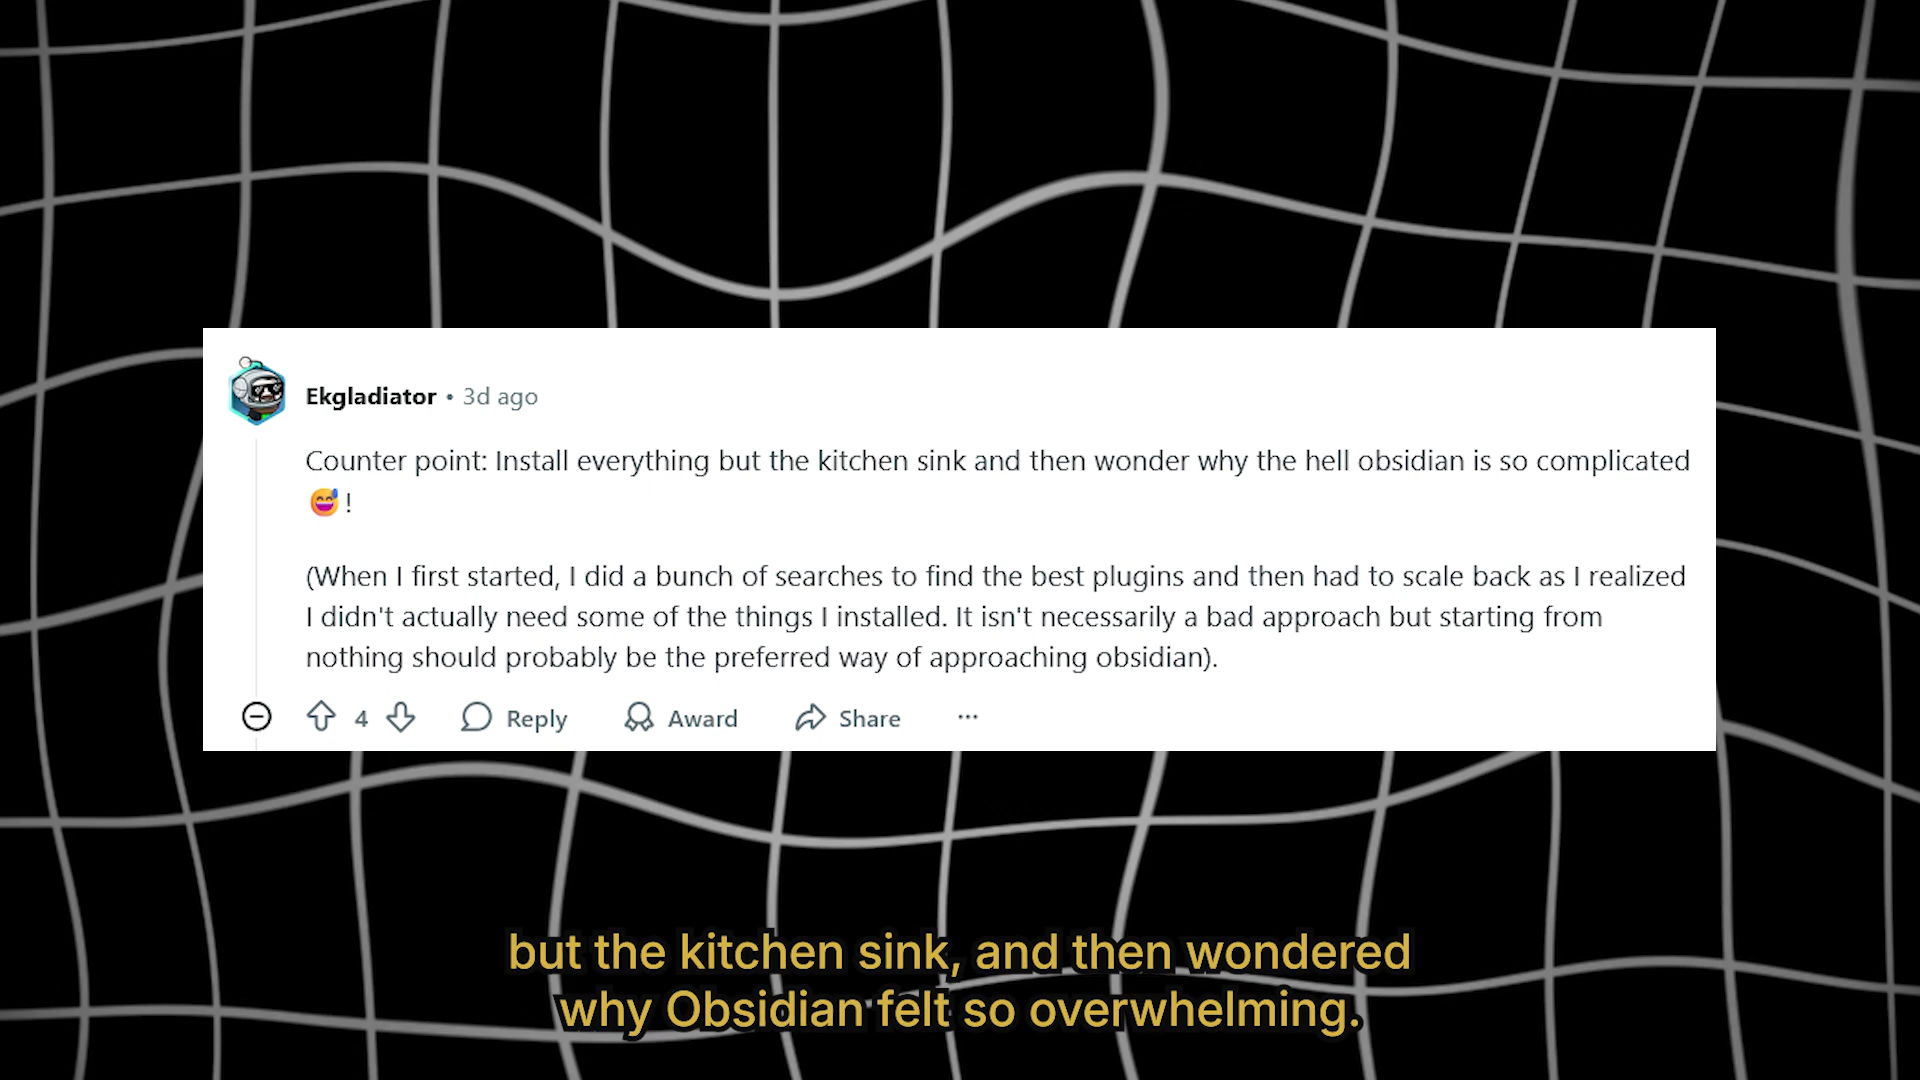 Ekgladiator • 3d ago
Counter point: Install everything but the kitchen sink and then wonder why the hell obsidian is so complicated
😅 !
(When I first started, I did a bunch of searches to find the best plugins and then had to scale back as I realized
I didn't actually need some of the things I installed. It isn't necessarily a bad approach but starting from
nothing should probably be the preferred way of approaching obsidian).
4 Reply Award Share ...
but the kitchen sink, and then wondered
why Obsidian felt so overwhelming.